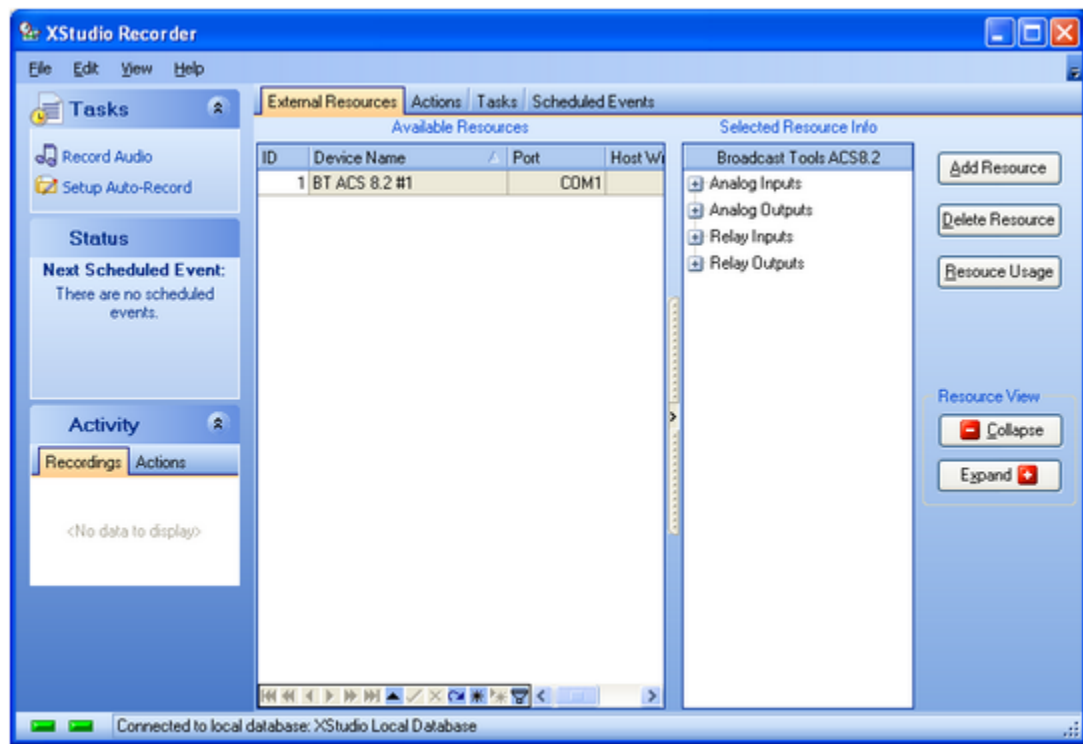 XStudio Recorder
File Edit View Help
Tasks
Record Audio
Setup Auto-Record
Status
Next Scheduled Event:
There are no scheduled
events.
Activity
Recordings Actions
<No data to display>
External Resources Actions Tasks Scheduled Events
Available Resources
ID Device Name Port Host Wi
1 BT ACS 8.2 #1 COM1
Selected Resource Info
Broadcast Tools ACS8.2
Analog Inputs
Analog Outputs
Relay Inputs
Relay Outputs
Add Resource
Delete Resource
Resouce Usage
Resource View
Collapse
Expand
Connected to local database: XStudio Local Database